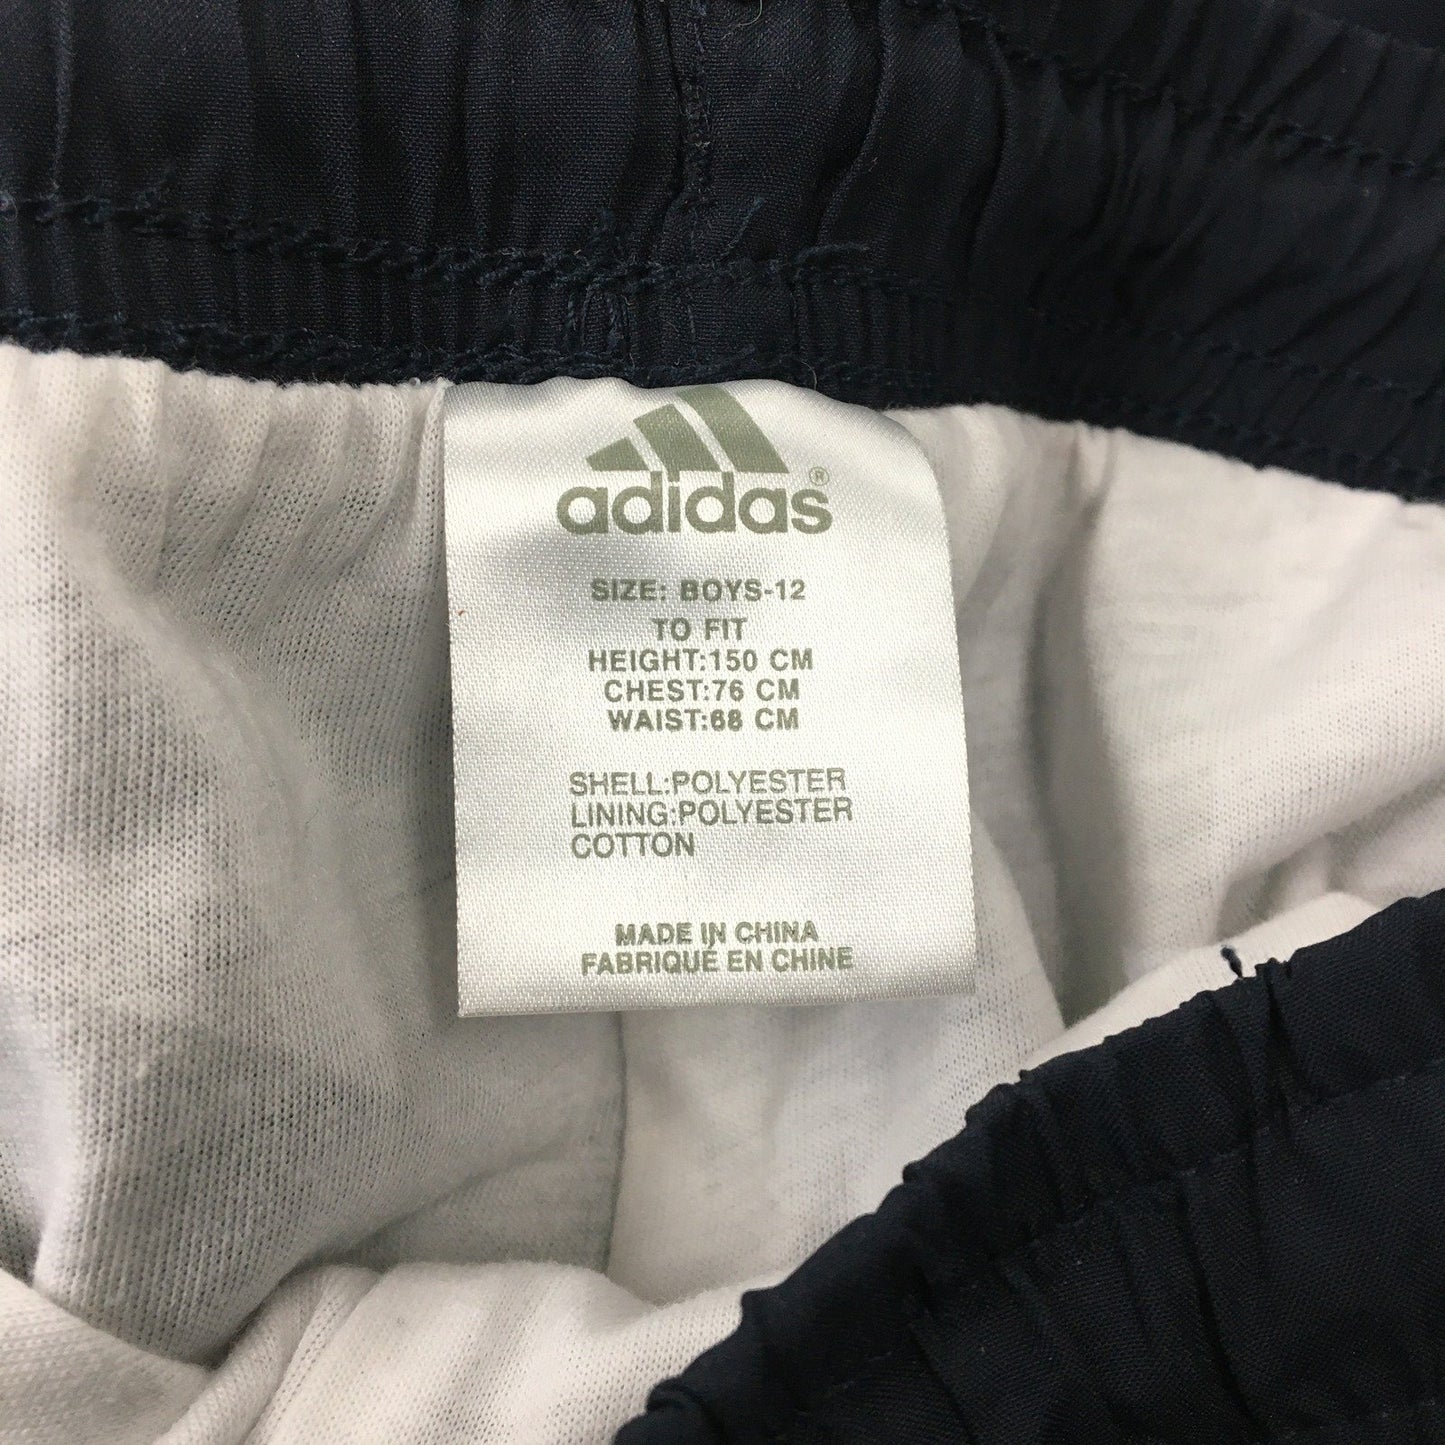 adidas®
SIZE: BOYS-12
TO FIT
HEIGHT:150 CM
CHEST:76 CM
WAIST:68 CM
SHELL:POLYESTER
LINING:POLYESTER
COTTON
MADE IN CHINA
FABRIQUÉ EN CHINE